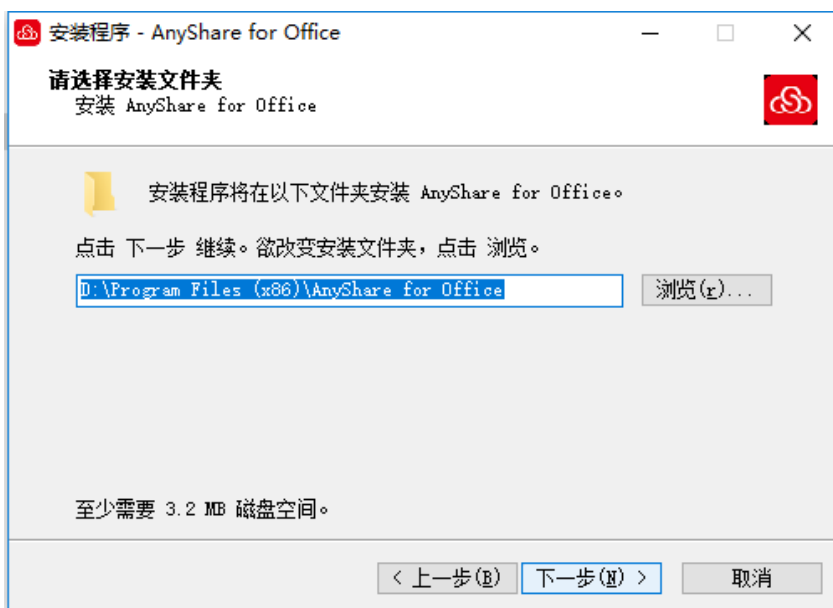 安装程序 - AnyShare for Office
请选择安装文件夹
安装 AnyShare for Office
安装程序将在以下文件夹安装 AnyShare for Office。
点击 下一步 继续。欲改变安装文件夹，点击 浏览。
D:\Program Files (x86)\AnyShare for Office
浏览(r)...
至少需要 3.2 MB 磁盘空间。
< 上一步(B)
下一步(N) >
取消